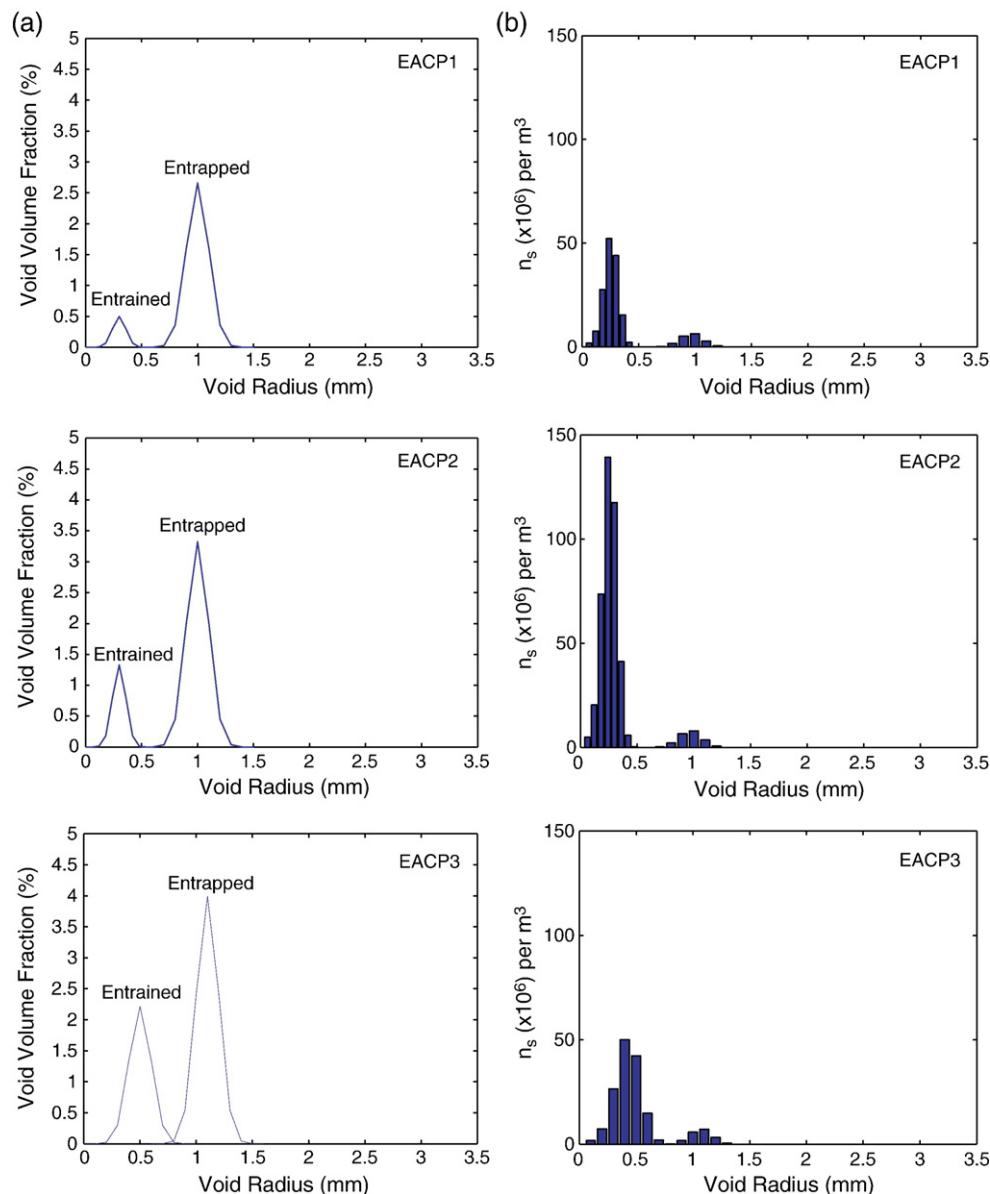 (a)
5
4.5
4
3.5
3
2.5
2
1.5
1
0.5
0
Void Volume Fraction (%)
EACP1
Entrapped
Entrained
0 0.5 1 1.5 2 2.5 3 3.5
Void Radius (mm)
(b)
150
100
50
0
nₛ (x10⁶) per m³
EACP1
0 0.5 1 1.5 2 2.5 3 3.5
Void Radius (mm)
5
4.5
4
3.5
3
2.5
2
1.5
1
0.5
0
Void Volume Fraction (%)
EACP2
Entrapped
Entrained
0 0.5 1 1.5 2 2.5 3 3.5
Void Radius (mm)
150
100
50
0
nₛ (x10⁶) per m³
EACP2
0 0.5 1 1.5 2 2.5 3 3.5
Void Radius (mm)
5
4.5
4
3.5
3
2.5
2
1.5
1
0.5
0
Void Volume Fraction (%)
EACP3
Entrapped
Entrained
0 0.5 1 1.5 2 2.5 3 3.5
Void Radius (mm)
150
100
50
0
nₛ (x10⁶) per m³
EACP3
0 0.5 1 1.5 2 2.5 3 3.5
Void Radius (mm)